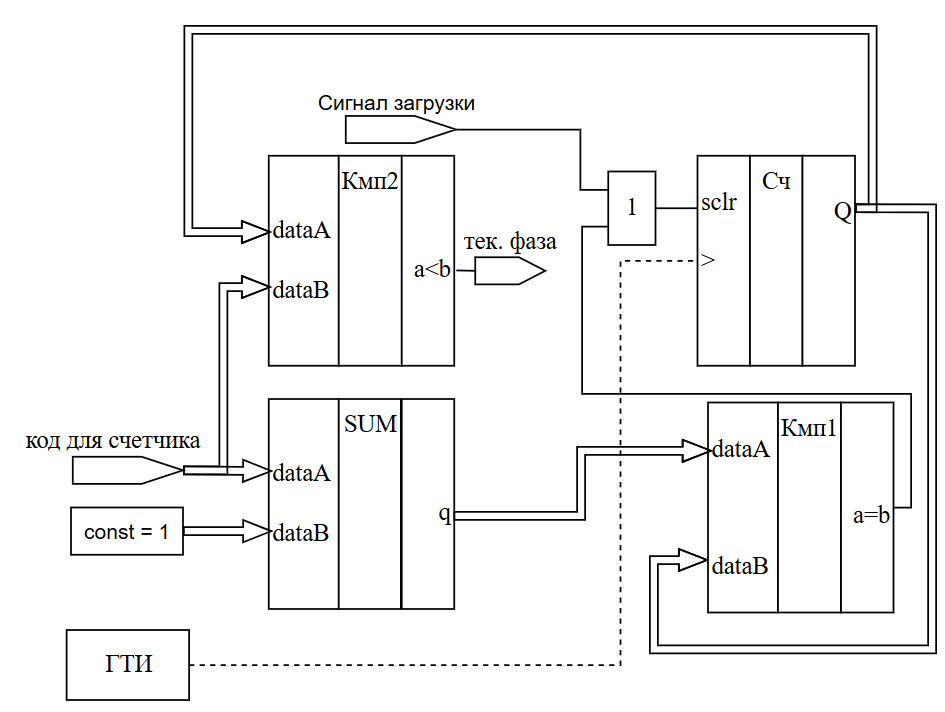 Сигнал загрузки
Кмп2
dataA
dataB
a<b
тек. фаза
1
sclr
Сч
Q
>
код для счетчика
const = 1
SUM
dataA
dataB
q
Кмп1
dataA
dataB
a=b
ГТИ